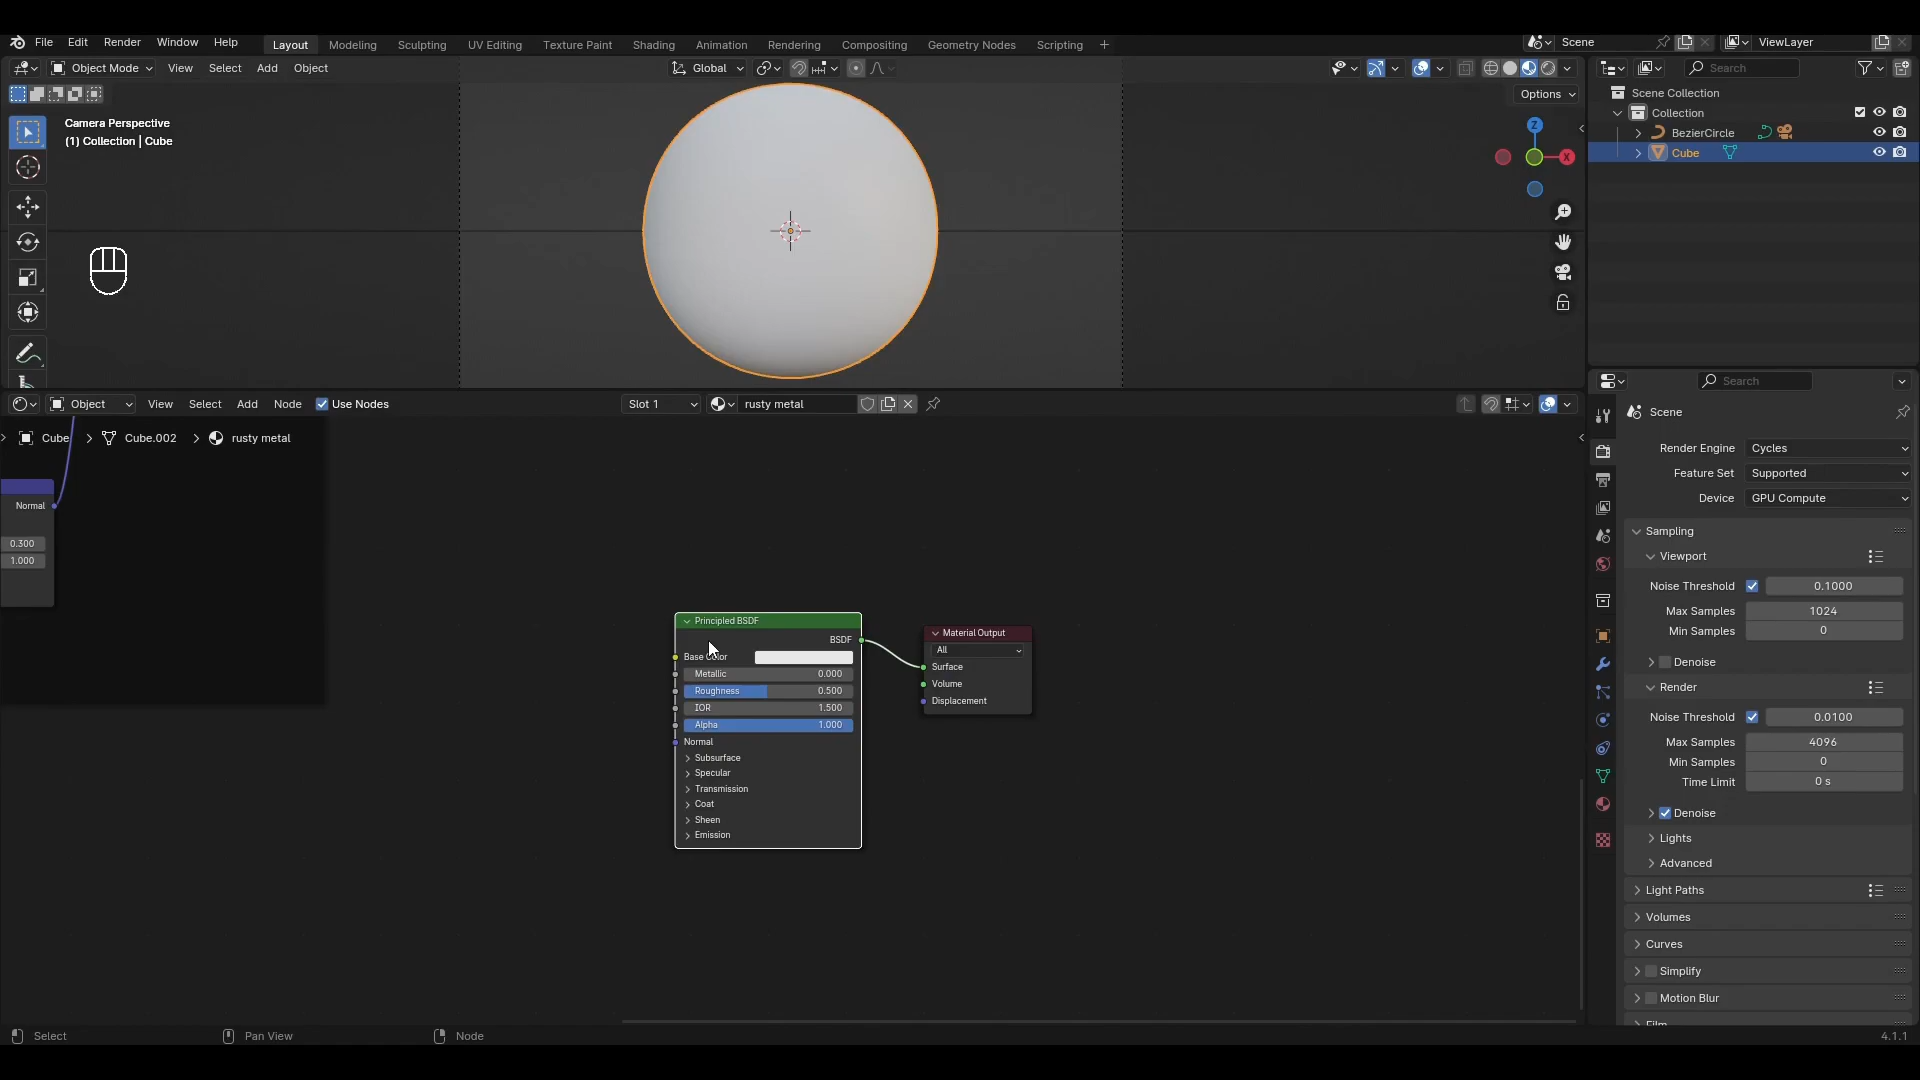 File Edit Render Window Help
Layout Modeling Sculpting UV Editing Texture Paint Shading Animation Rendering Compositing Geometry Nodes Scripting +
Scene
ViewLayer
Object Mode View Select Add Object
Global
Options
Search
Camera Perspective
(1) Collection | Cube
Z
X
Scene Collection
Collection
BezierCircle
Cube
Object View Select Add Node Use Nodes
Slot 1
rusty metal
Cube > Cube.002 > rusty metal
Normal
0.300
1.000
Principled BSDF
BSDF
Base Color
Metallic 0.000
Roughness 0.500
IOR 1.500
Alpha 1.000
Normal
Subsurface
Specular
Transmission
Coat
Sheen
Emission
Material Output
All
Surface
Volume
Displacement
Search
Scene
Render Engine Cycles
Feature Set Supported
Device GPU Compute
Sampling
Viewport
Noise Threshold 0.1000
Max Samples 1024
Min Samples 0
Denoise
Render
Noise Threshold 0.0100
Max Samples 4096
Min Samples 0
Time Limit 0 s
Denoise
Lights
Advanced
Light Paths
Volumes
Curves
Simplify
Motion Blur
Film
Select
Pan View
Node
4.1.1